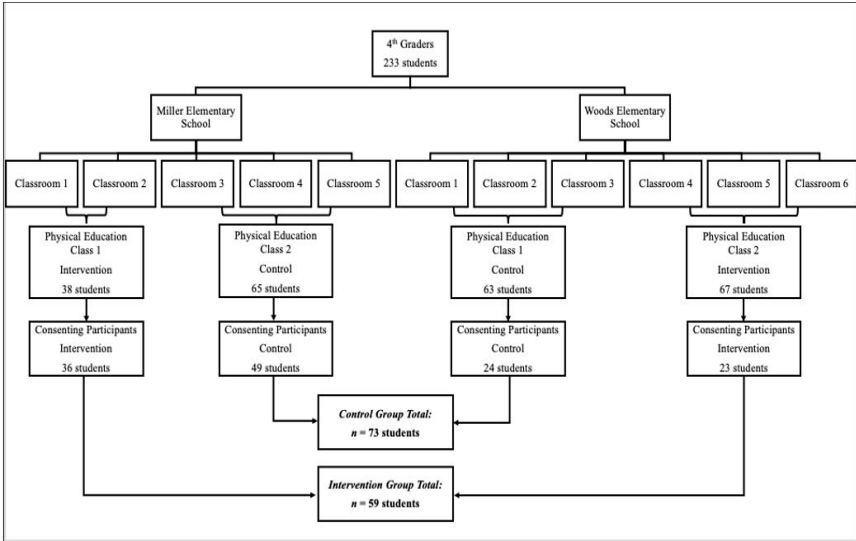 4th Graders
233 students
Miller Elementary
School
Woods Elementary
School
Classroom 1
Classroom 2
Classroom 3
Classroom 4
Classroom 5
Classroom 1
Classroom 2
Classroom 3
Classroom 4
Classroom 5
Classroom 6
Physical Education
Class 1
Intervention
38 students
Physical Education
Class 2
Control
65 students
Physical Education
Class 1
Control
63 students
Physical Education
Class 2
Intervention
67 students
Consenting Participants
Intervention
36 students
Consenting Participants
Control
49 students
Consenting Participants
Control
24 students
Consenting Participants
Intervention
23 students
Control Group Total:
n = 73 students
Intervention Group Total:
n = 59 students